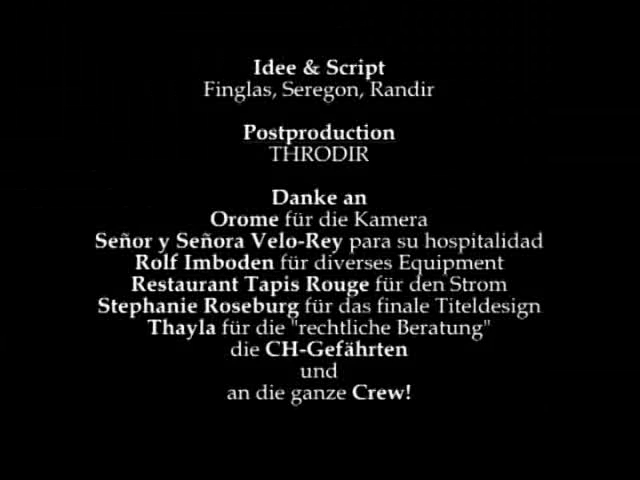 Idee & Script
Finglas, Seregon, Randir
Postproduction
THRODIR
Danke an
Orome für die Kamera
Señor y Señora Velo-Rey para su hospitalidad
Rolf Imboden für diverses Equipment
Restaurant Tapis Rouge für den Strom
Stephanie Roseburg für das finale Titeldesign
Thayla für die "rechtliche Beratung"
die CH-Gefährten
und
an die ganze Crew!